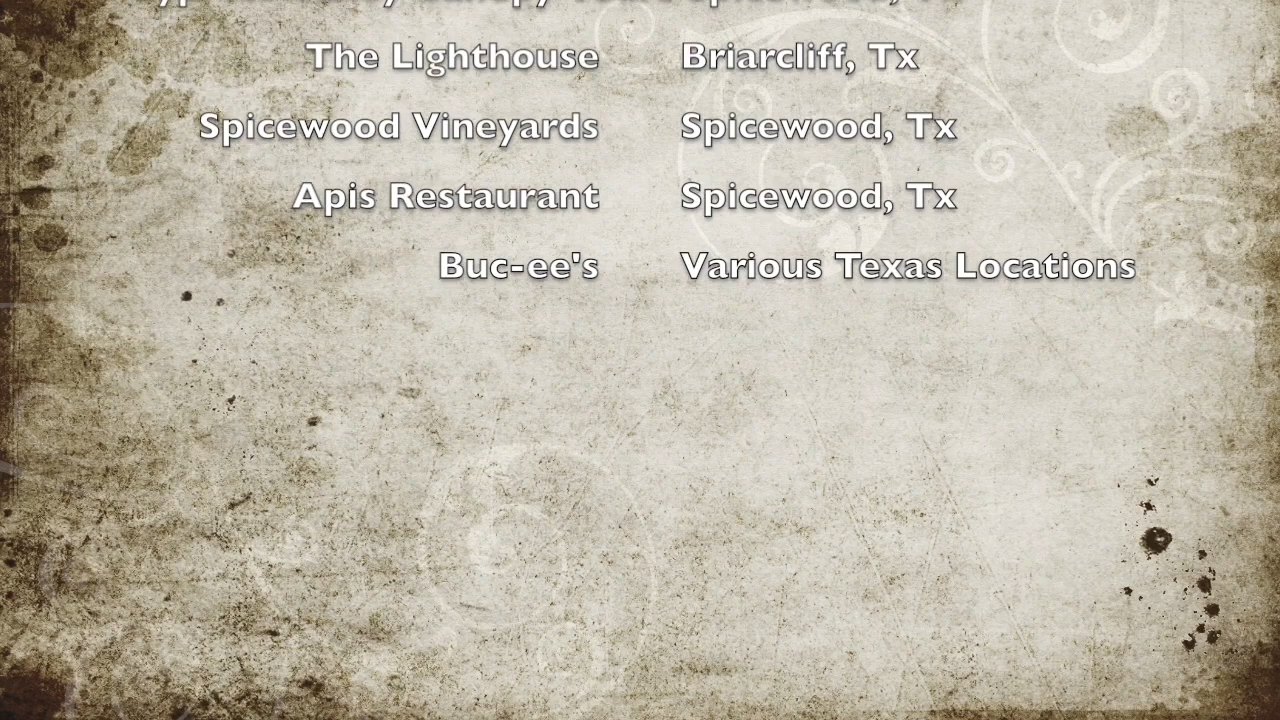 The Lighthouse Briarcliff, Tx
Spicewood Vineyards Spicewood, Tx
Apis Restaurant Spicewood, Tx
Buc-ee's Various Texas Locations